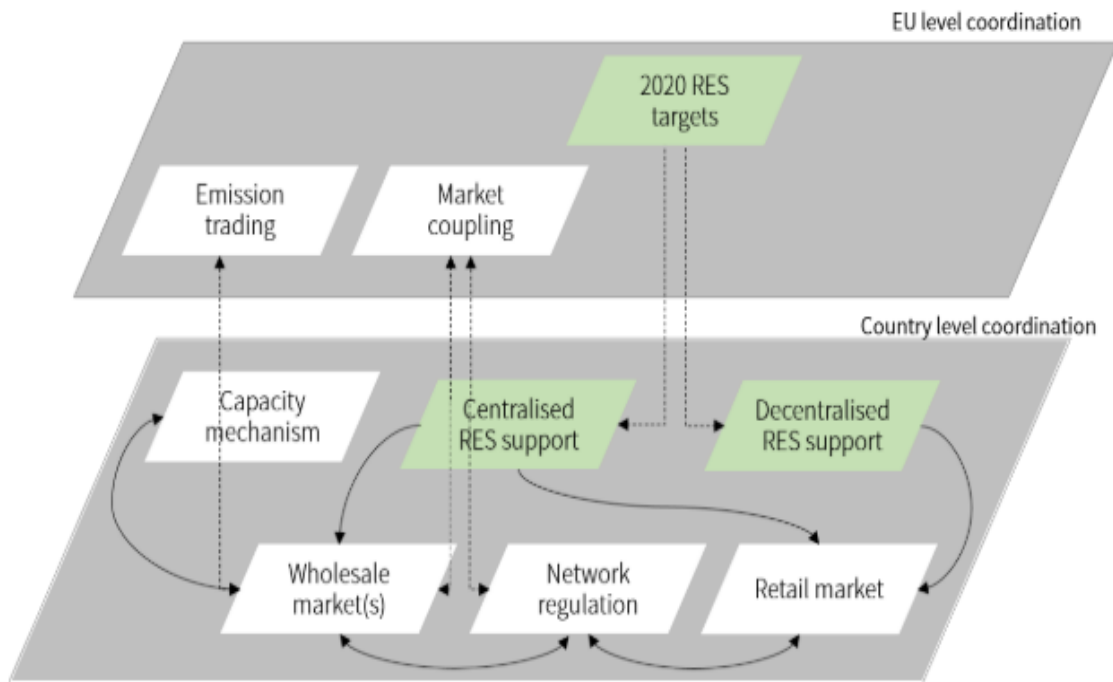 EU level coordination
2020 RES
targets
Emission
trading
Market
coupling
Country level coordination
Capacity
mechanism
Centralised
RES support
Decentralised
RES support
Wholesale
market(s)
Network
regulation
Retail market